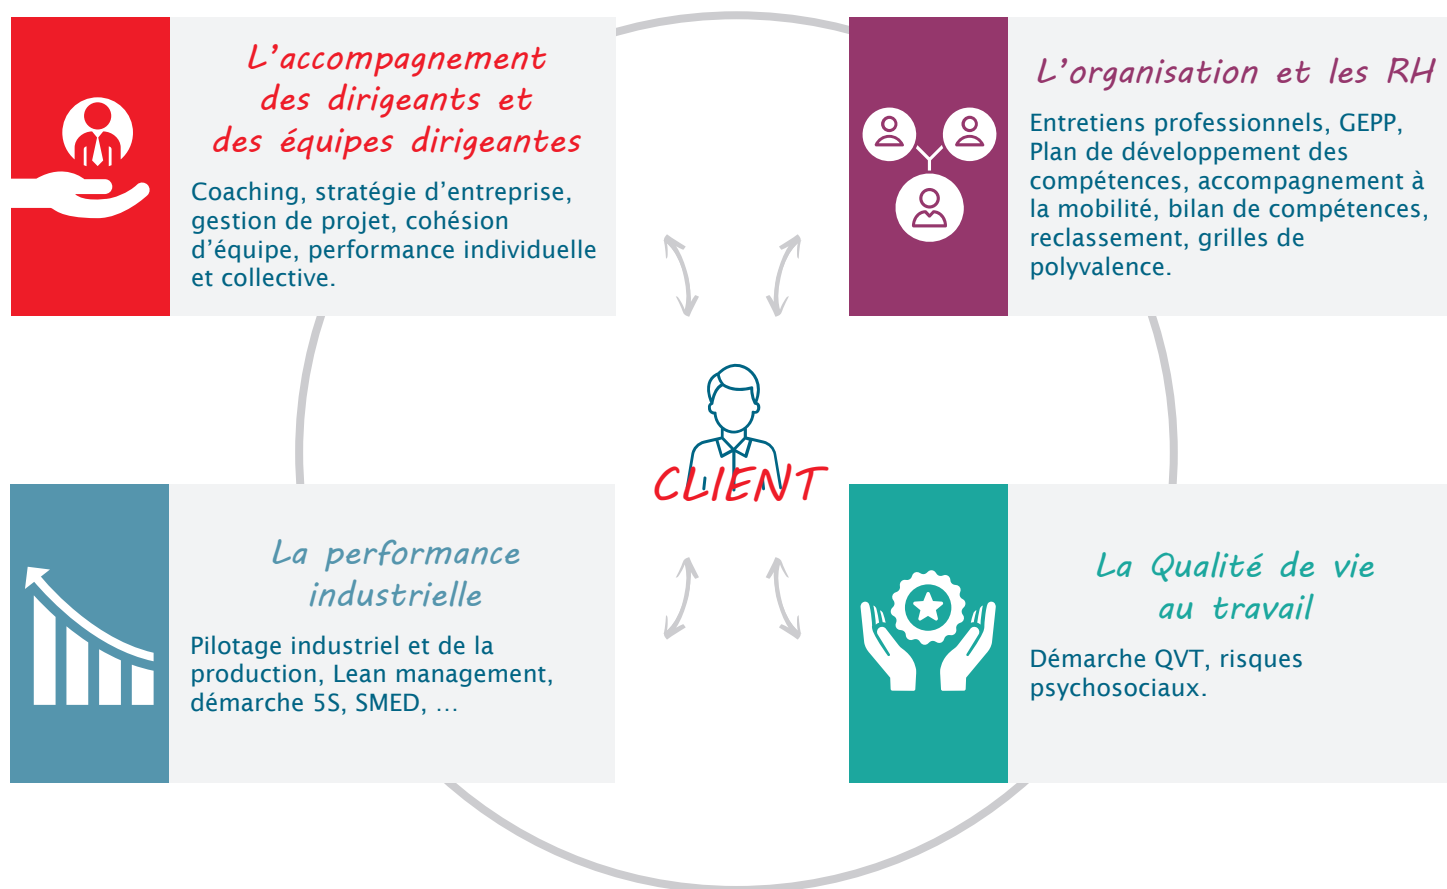 L'accompagnement
des dirigeants et
des équipes dirigeantes
Coaching, stratégie d'entreprise,
gestion de projet, cohésion
d'équipe, performance individuelle
et collective.
L'organisation et les RH
Entretiens professionnels, GEPP,
Plan de développement des
compétences, accompagnement à
la mobilité, bilan de compétences,
reclassement, grilles de
polyvalence.
CLIENT
La performance
industrielle
Pilotage industriel et de la
production, Lean management,
démarche 5S, SMED, …
La Qualité de vie
au travail
Démarche QVT, risques
psychosociaux.